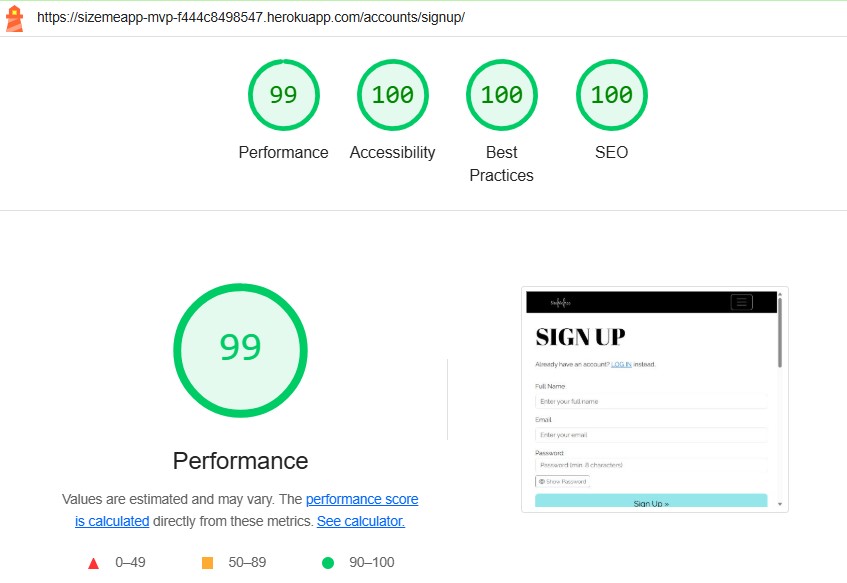 https://sizemeapp-mvp-f444c8498547.herokuapp.com/accounts/signup/
99
100
100
100
Performance
Accessibility
Best
Practices
SEO
99
Performance
Values are estimated and may vary. The performance score
is calculated directly from these metrics. See calculator.
0–49
50–89
90–100
SIGN UP
Already have an account? LOG IN instead.
Full Name
Enter your full name
Email
Enter your email
Password
Password (min. 8 characters)
Show Password
Sign Up »